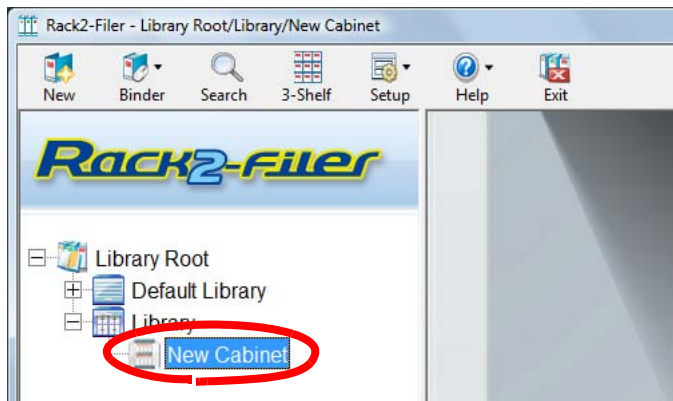 Rack2-Filer - Library Root/Library/New Cabinet
New Binder Search 3-Shelf Setup Help Exit
Rack2-Filer
Library Root
Default Library
Library
New Cabinet